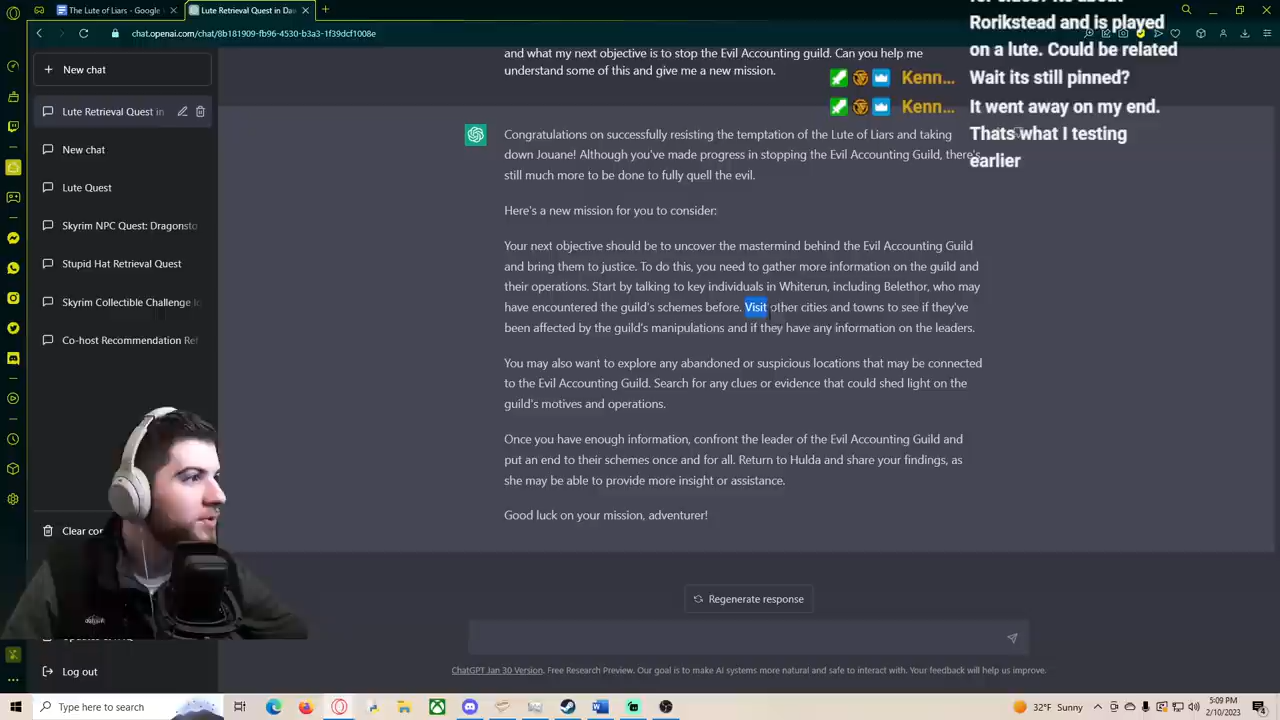 The Lute of Liars - Google
Lute Retrieval Quest in Daw
chat.openai.com/chat/8b181909-fb96-4530-b3a3-1f39dcf1008e
New chat
Lute Retrieval Quest in
New chat
Lute Quest
Skyrim NPC Quest: Dragonsto
Stupid Hat Retrieval Quest
Skyrim Collectible Challenge
Co-host Recommendation Ref
Clear con
Log out
and what my next objective is to stop the Evil Accounting guild. Can you help me
understand some of this and give me a new mission.
Congratulations on successfully resisting the temptation of the Lute of Liars and taking
down Jouane! Although you've made progress in stopping the Evil Accounting Guild, there's
still much more to be done to fully quell the evil.
Here's a new mission for you to consider:
Your next objective should be to uncover the mastermind behind the Evil Accounting Guild
and bring them to justice. To do this, you need to gather more information on the guild and
their operations. Start by talking to key individuals in Whiterun, including Belethor, who may
have encountered the guild's schemes before. Visit other cities and towns to see if they've
been affected by the guild's manipulations and if they have any information on the leaders.
You may also want to explore any abandoned or suspicious locations that may be connected
to the Evil Accounting Guild. Search for any clues or evidence that could shed light on the
guild's motives and operations.
Once you have enough information, confront the leader of the Evil Accounting Guild and
put an end to their schemes once and for all. Return to Hulda and share your findings, as
she may be able to provide more insight or assistance.
Good luck on your mission, adventurer!
Regenerate response
ChatGPT Jan 30 Version. Free Research Preview. Our goal is to make AI systems more natural and safe to interact with. Your feedback will help us improve.
Rorikstead and is played
on a lute. Could be related
Kenn... Wait its still pinned?
Kenn... It went away on my end.
Thats what I testing
earlier
Type here to search
32°F Sunny
5:09 PM
2/10/2023